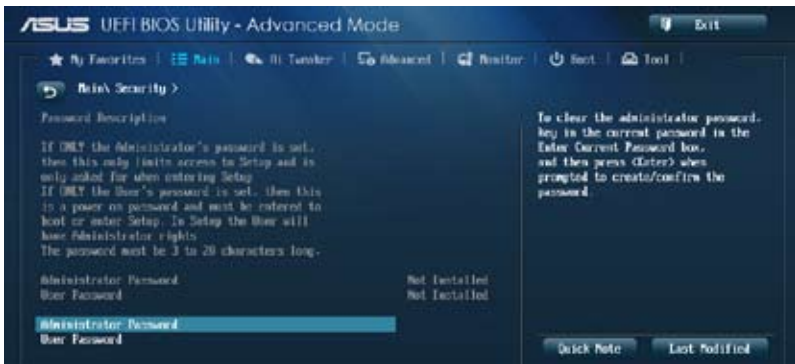 ASUS UEFI BIOS Utility - Advanced Mode
Exit
My Favorites
Main
Ai Tweaker
Advanced
Monitor
Boot
Tool
Main\ Security >
Password Description
If ONLY the Administrator's password is set,
then this only limits access to Setup and is
only asked for when entering Setup
If ONLY the User's password is set, then this
is a power on password and must be entered to
boot or enter Setup. In Setup the User will
have Administrator rights
The password must be 3 to 20 characters long.
Administrator Password Not Installed
User Password Not Installed
Administrator Password
User Password
To clear the administrator password,
key in the current password in the
Enter Current Password box,
and then press <Enter> when
prompted to create/confirm the
password.
Quick Note
Last Modified